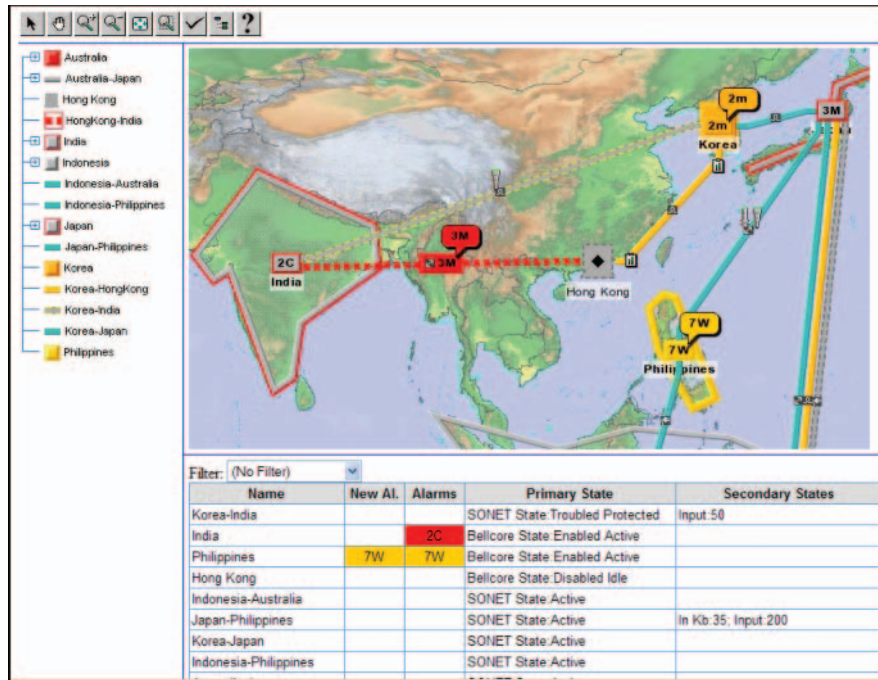 ?
Australia
Australia-Japan
Hong Kong
HongKong-India
India
Indonesia
Indonesia-Australia
Indonesia-Philippines
Japan
Japan-Philippines
Korea
Korea-HongKong
Korea-India
Korea-Japan
Philippines
2m
2m
Korea
3M
3M
3M
2C
India
Hong Kong
7W
7W
Philippines
Filter: (No Filter)
Name New Al. Alarms Primary State Secondary States
Korea-India SONET State:Troubled Protected Input:50
India 2C Bellcore State:Enabled Active
Philippines 7W 7W Bellcore State:Enabled Active
Hong Kong Bellcore State:Disabled Idle
Indonesia-Australia SONET State:Active
Japan-Philippines SONET State:Active In Kb:35; Input:200
Korea-Japan SONET State:Active
Indonesia-Philippines SONET State:Active